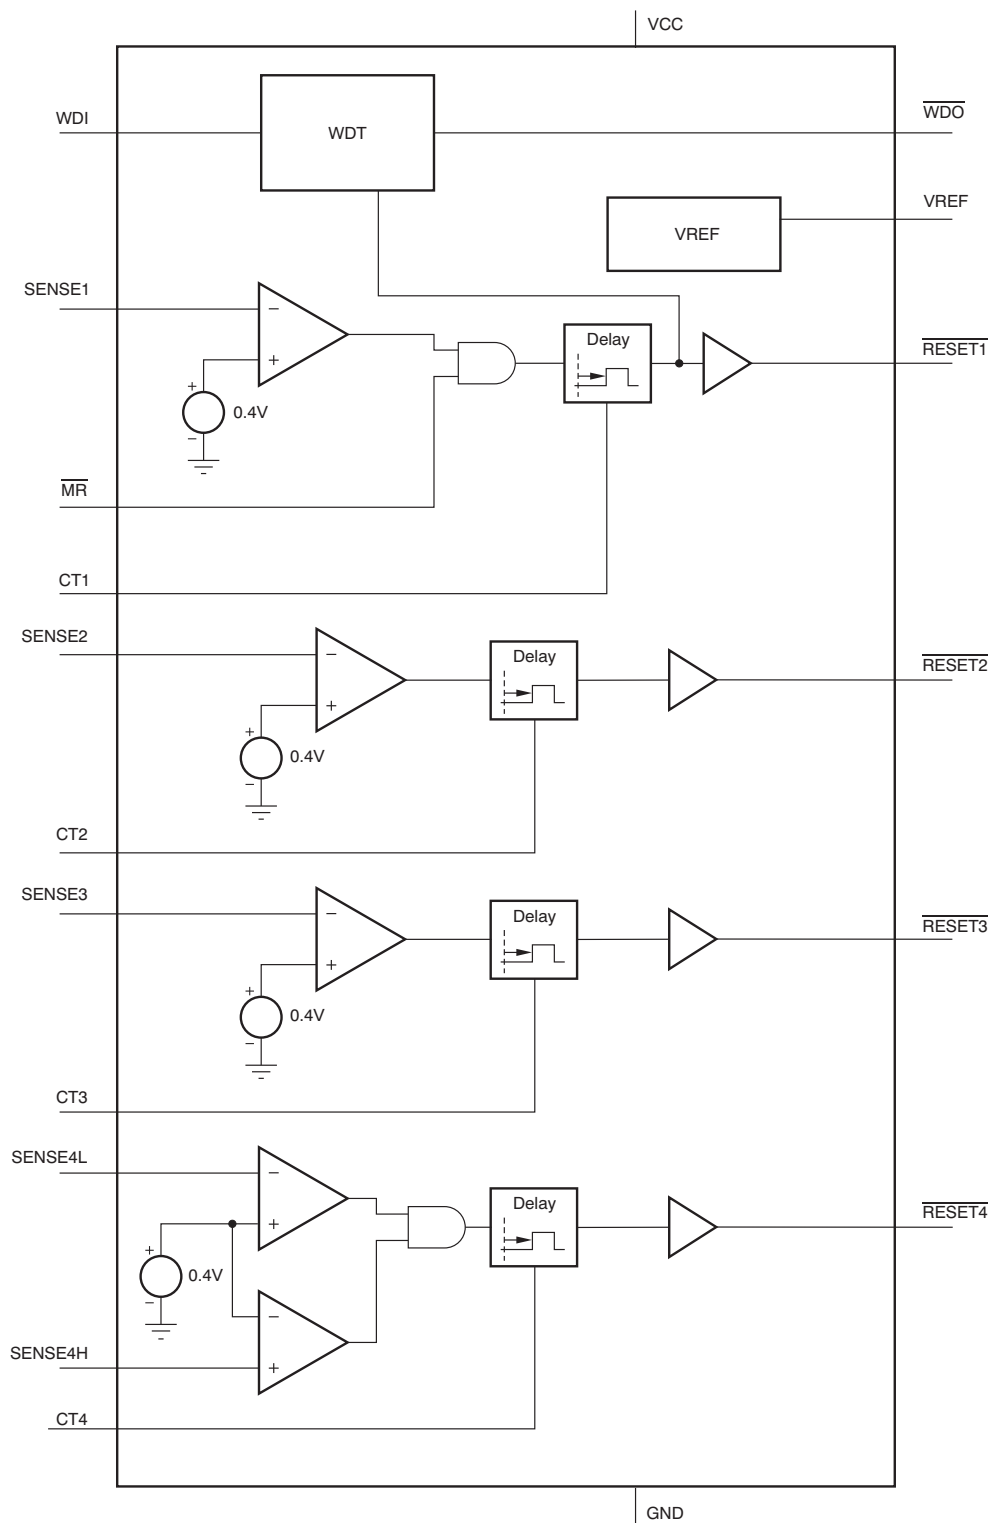 VCC
WDI
WDT
WDO
VREF
VREF
SENSE1
−
+
+
0.4V
−
Delay
RESET1
MR
CT1
SENSE2
−
+
+
0.4V
−
Delay
RESET2
CT2
SENSE3
−
+
+
0.4V
−
Delay
RESET3
CT3
SENSE4L
−
+
+
0.4V
−
Delay
RESET4
−
+
SENSE4H
CT4
GND